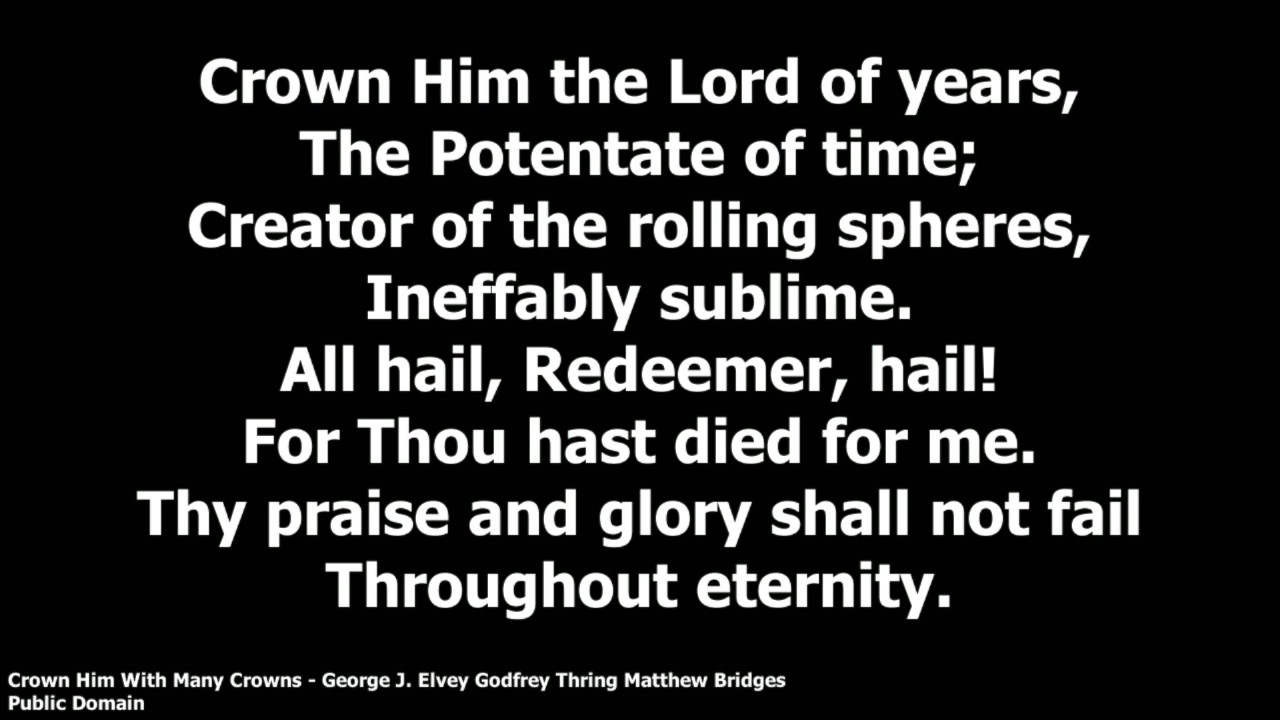 Crown Him the Lord of years,
The Potentate of time;
Creator of the rolling spheres,
Ineffably sublime.
All hail, Redeemer, hail!
For Thou hast died for me.
Thy praise and glory shall not fail
Throughout eternity.
Crown Him With Many Crowns - George J. Elvey Godfrey Thring Matthew Bridges
Public Domain